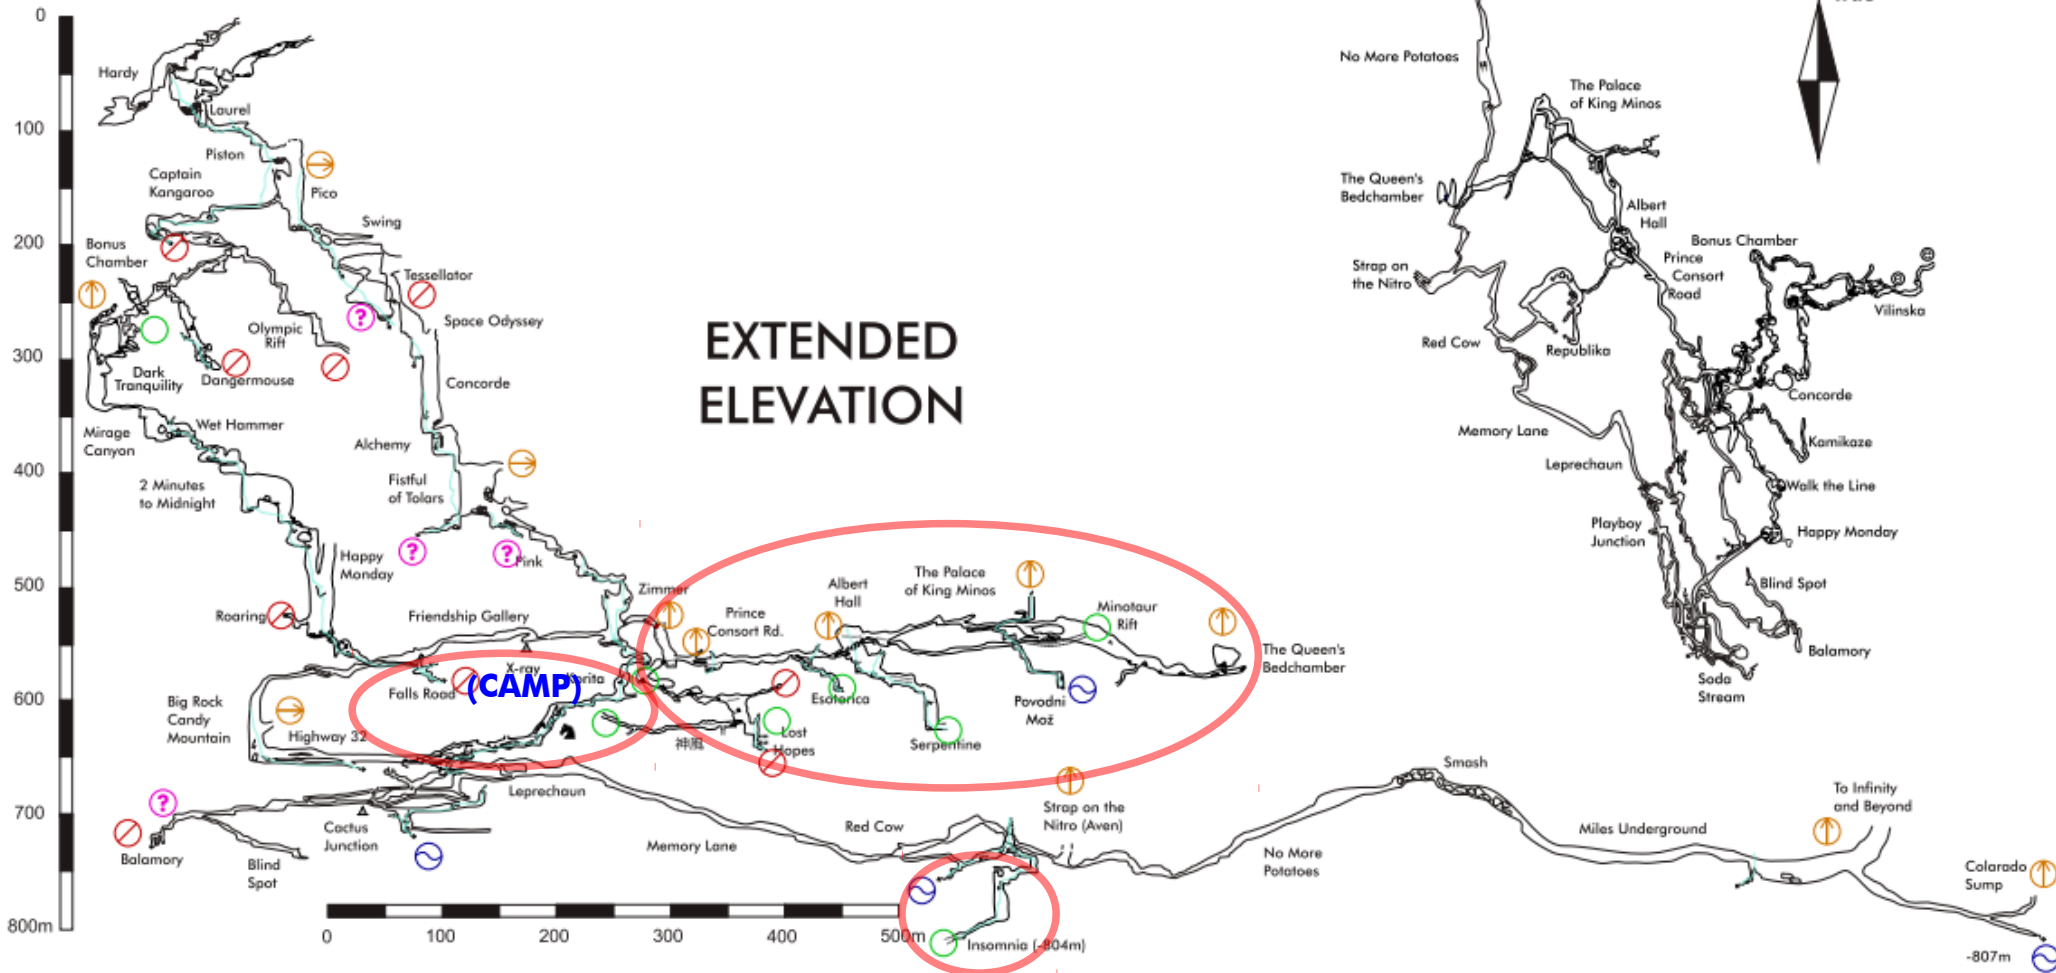 0
100
200
300
400
500
600
700
800m
Hardy
Laurel
Piston
Captain
Kangaroo
Pico
Swing
Bonus
Chamber
Tessellator
Space Odyssey
Olympic
Rift
Dark
Tranquility
Dangermouse
Concorde
Mirage
Canyon
Wet Hammer
Alchemy
2 Minutes
to Midnight
Fistful
of Tolars
Pink
Happy
Monday
Roaring
Friendship Gallery
Zimmer
Prince
Consort Rd.
Albert
Hall
The Palace
of King Minos
Minotaur
Rift
The Queen's
Bedchamber
X-ray
Korita
(CAMP)
Falls Road
Big Rock
Candy
Mountain
Highway 32
Esoterica
Povodni
Mož
Serpentine
神風
Lost
Hopes
Leprechaun
Cactus
Junction
Balamory
Blind
Spot
Memory Lane
Red Cow
Strap on the
Nitro (Aven)
No More
Potatoes
Smash
Miles Underground
To Infinity
and Beyond
Colarado
Sump
-807m
Insomnia (-804m)
0
100
200
300
400
500m
EXTENDED
ELEVATION
No More Potatoes
The Palace
of King Minos
The Queen's
Bedchamber
Albert
Hall
Strap on
the Nitro
Prince
Consort
Road
Bonus Chamber
Vilinska
Red Cow
Republika
Concorde
Memory Lane
Kamikaze
Leprechaun
Walk the Line
Playboy
Junction
Happy Monday
Blind Spot
Balamory
Soda
Stream
?
?
?
?